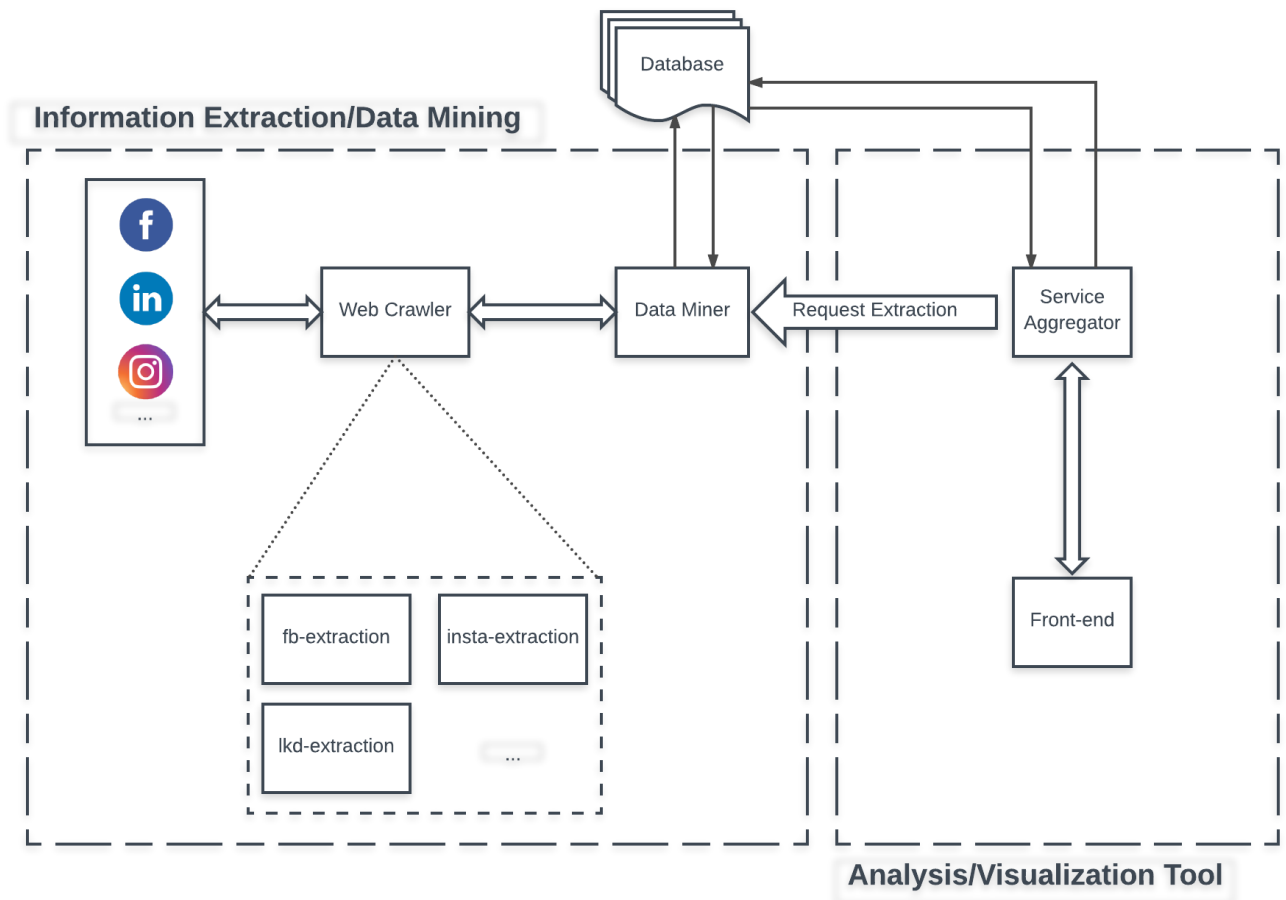 Database
Information Extraction/Data Mining
f
in
...
Web Crawler
Data Miner
Request Extraction
Service
Aggregator
fb-extraction
insta-extraction
lkd-extraction
...
Front-end
Analysis/Visualization Tool